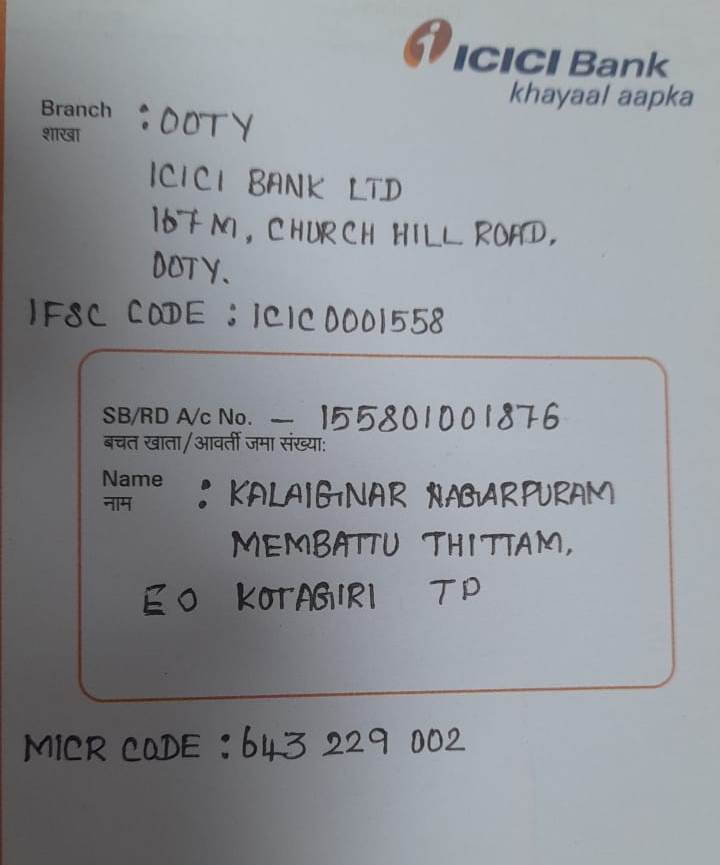 ICICI Bank
khayaal aapka
Branch : OOTY
शाखा
ICICI BANK LTD
167 M, CHURCH HILL ROAD,
OOTY.
IFSC CODE : ICIC0001558
SB/RD A/c No. — 155801001876
बचत खाता/आवर्ती जमा संख्या:
Name : KALAIGNAR NAGARPURAM
नाम
MEMBATTU THITTAM,
EO KOTAGIRI TP
MICR CODE : 643 229 002